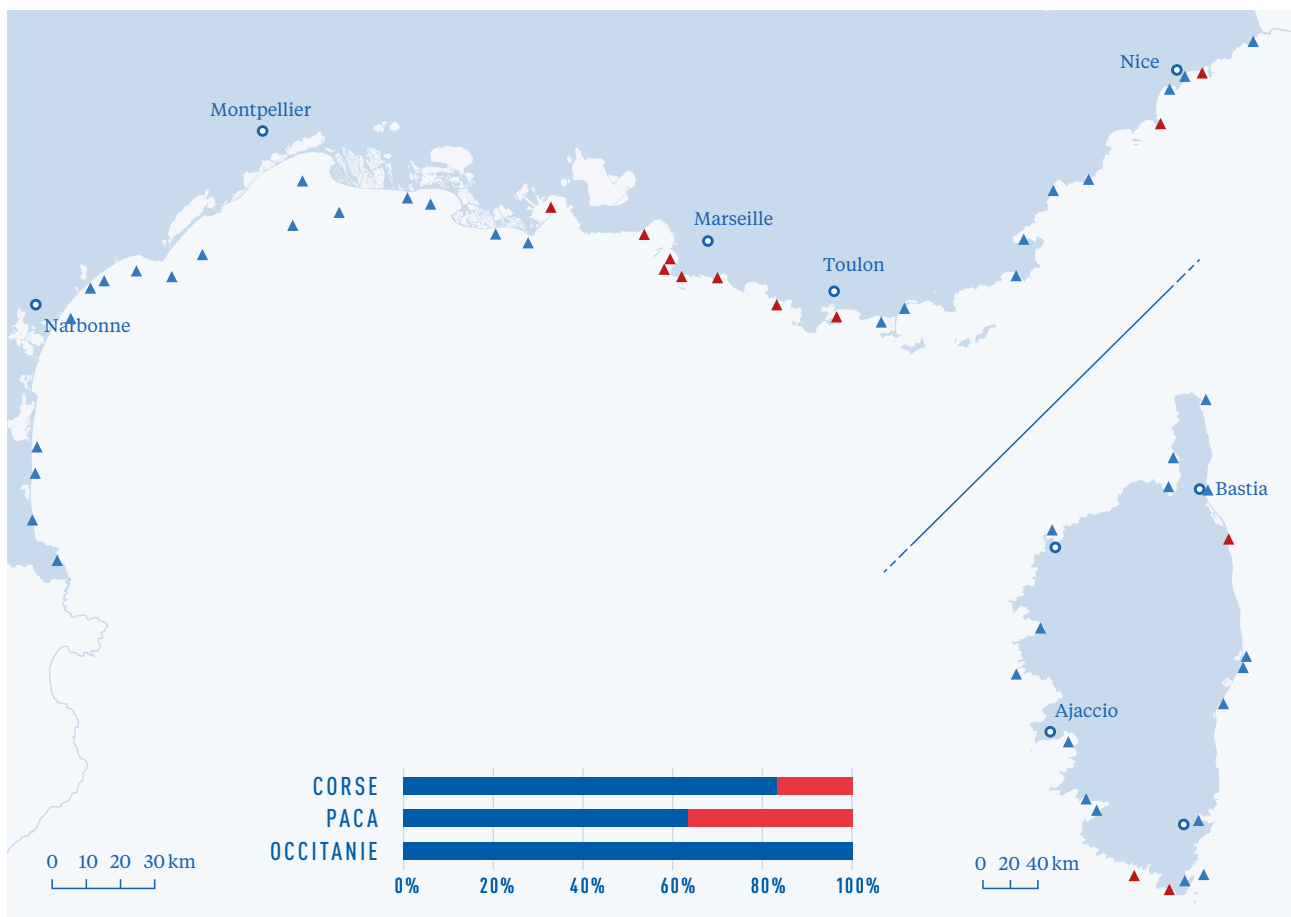 Nice
Montpellier
Marseille
Toulon
Narbonne
Bastia
Ajaccio
CORSE
PACA
OCCITANIE
0% 20% 40% 60% 80% 100%
0 10 20 30 km
0 20 40 km